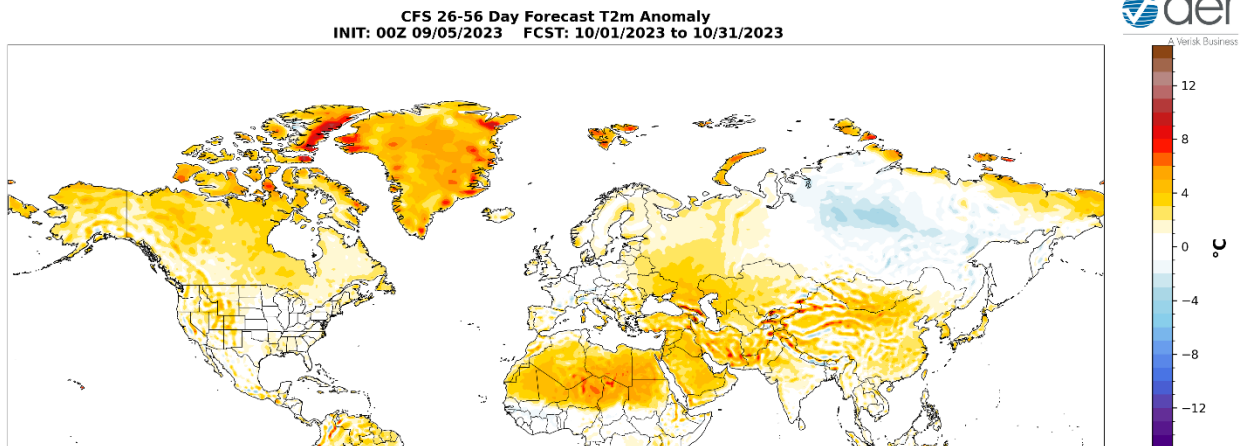 CFS 26-56 Day Forecast T2m Anomaly
INIT: 00Z 09/05/2023 FCST: 10/01/2023 to 10/31/2023
aer
A Verisk Business
12
8
4
0
−4
−8
−12
°C